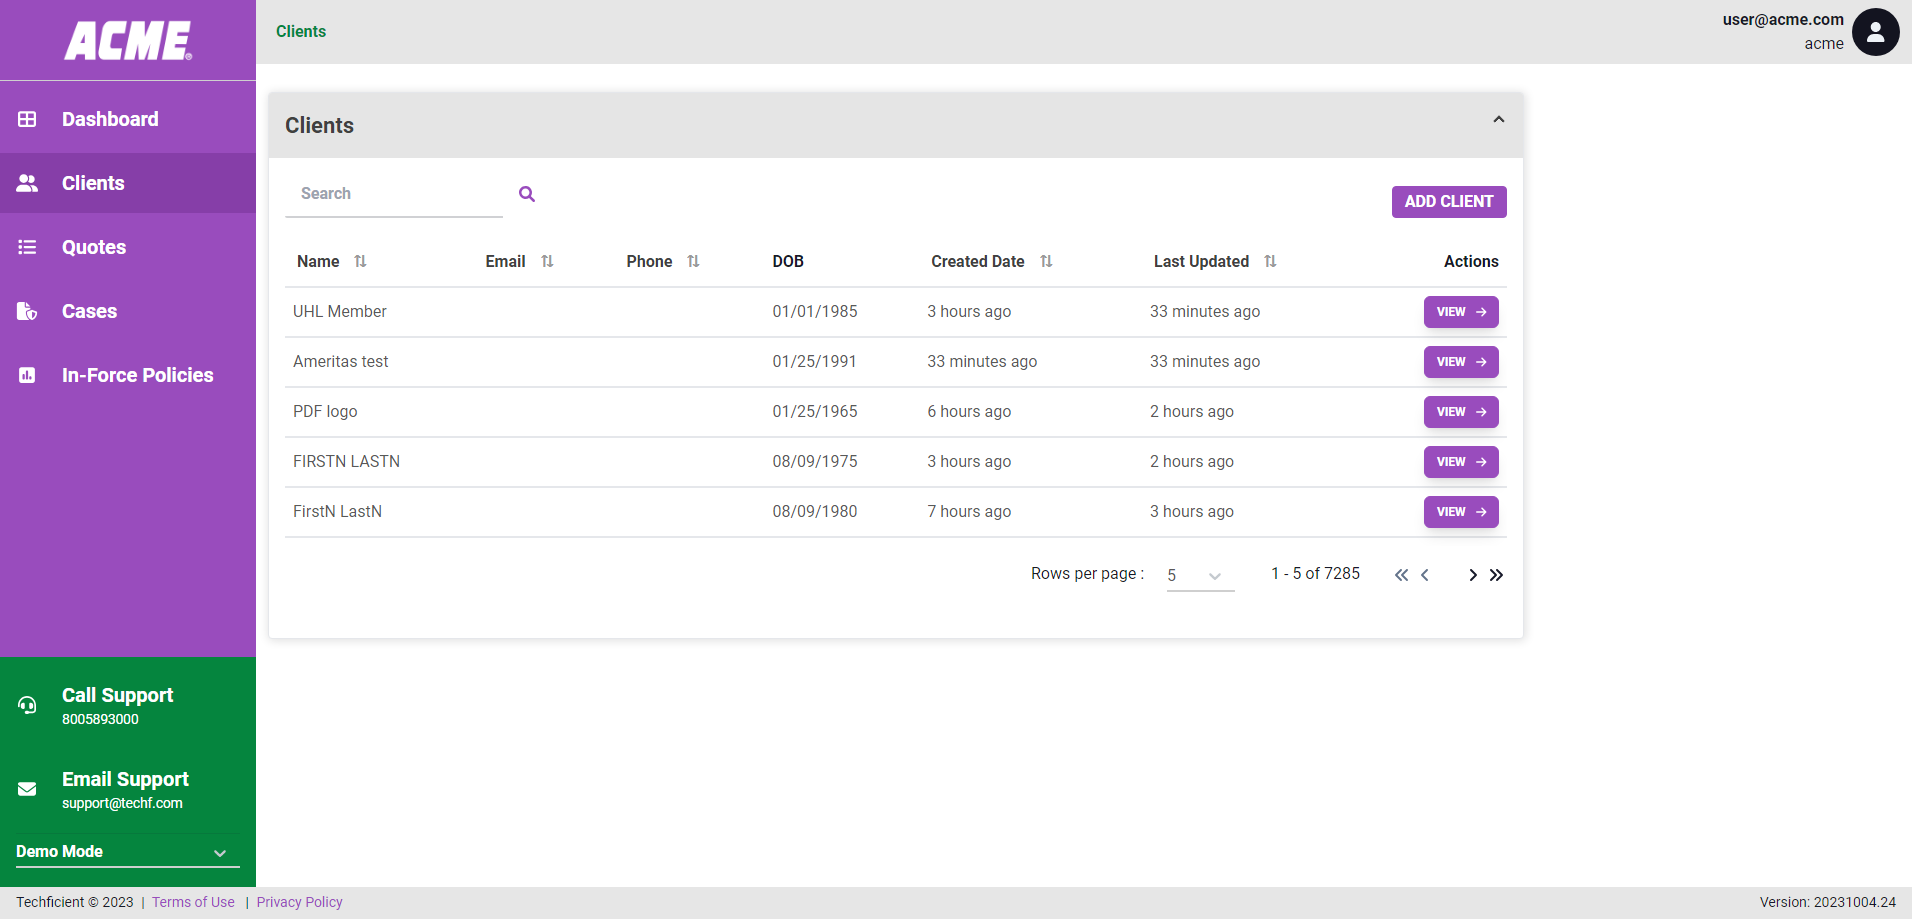 ACME®
Clients
user@acme.com
acme
Dashboard
Clients
Quotes
Cases
In-Force Policies
Clients
Search
ADD CLIENT
Name Email Phone DOB Created Date Last Updated Actions
UHL Member 01/01/1985 3 hours ago 33 minutes ago VIEW
Ameritas test 01/25/1991 33 minutes ago 33 minutes ago VIEW
PDF logo 01/25/1965 6 hours ago 2 hours ago VIEW
FIRSTN LASTN 08/09/1975 3 hours ago 2 hours ago VIEW
FirstN LastN 08/09/1980 7 hours ago 3 hours ago VIEW
Rows per page : 5 1 - 5 of 7285
Call Support
8005893000
Email Support
support@techf.com
Demo Mode
Techficient © 2023 | Terms of Use | Privacy Policy
Version: 20231004.24